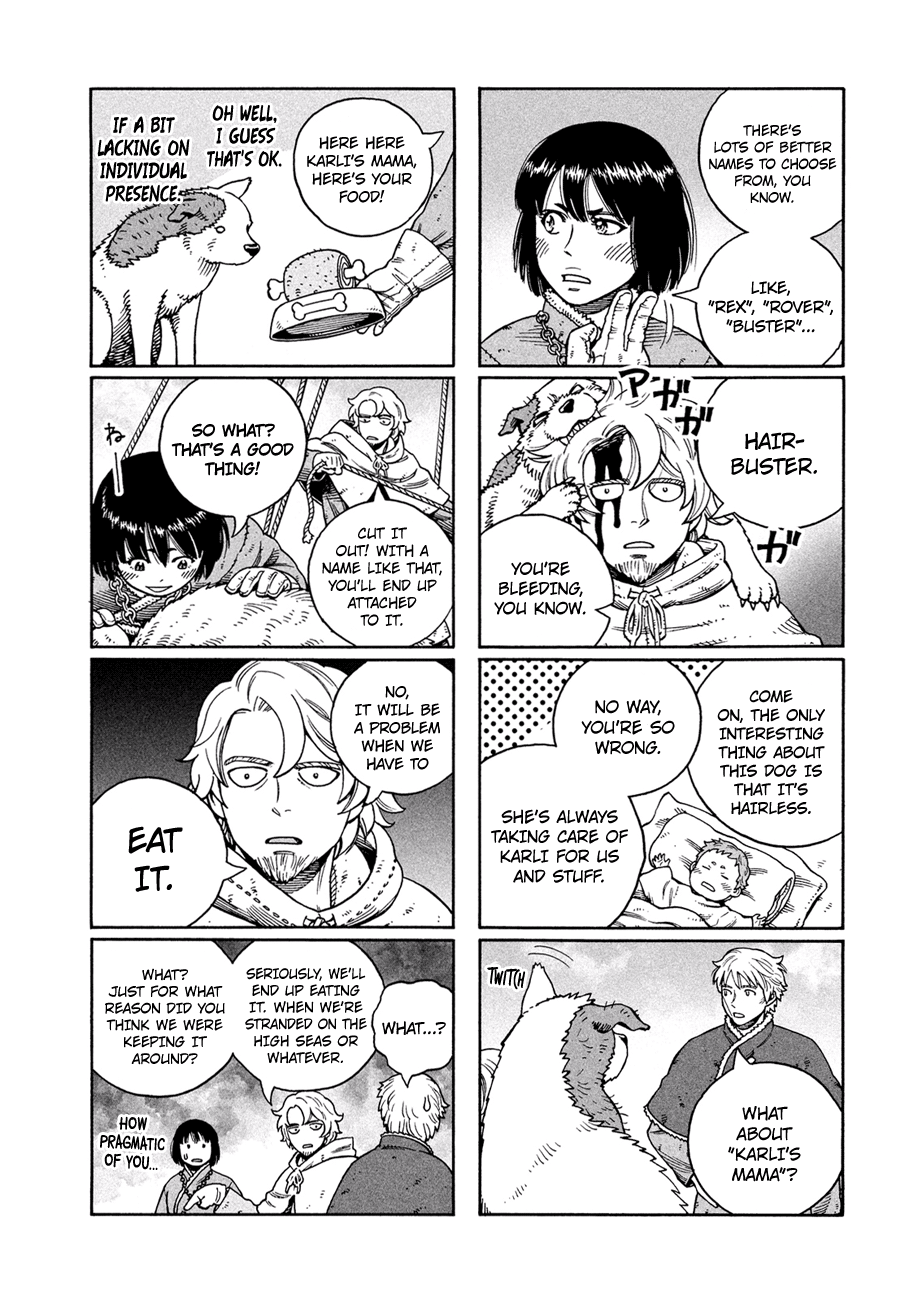 THERE'S
LOTS OF BETTER
NAMES TO CHOOSE
FROM, YOU
KNOW.
LIKE,
"REX", "ROVER",
"BUSTER"...
HAIR-
BUSTER.
マガガ
ガ
YOU'RE
BLEEDING,
YOU KNOW.
COME
ON, THE ONLY
INTERESTING
THING ABOUT
THIS DOG IS
THAT IT'S
HAIRLESS.
NO WAY,
YOU'RE SO
WRONG.
SHE'S ALWAYS
TAKING CARE OF
KARLI FOR US
AND STUFF.
TWITCH
WHAT
ABOUT
"KARLI'S
MAMA"?
HERE HERE
KARLI'S MAMA,
HERE'S YOUR
FOOD!
OH WELL,
I GUESS
THAT'S OK.
IF A BIT
LACKING ON
INDIVIDUAL
PRESENCE.
SO WHAT?
THAT'S A GOOD
THING!
ね
CUT IT
OUT! WITH A
NAME LIKE THAT,
YOU'LL END UP
ATTACHED
TO IT.
NO,
IT WILL BE
A PROBLEM
WHEN WE
HAVE TO
EAT
IT.
WHAT...?
SERIOUSLY, WE'LL
END UP EATING
IT. WHEN WE'RE
STRANDED ON THE
HIGH SEAS OR
WHATEVER.
WHAT?
JUST FOR WHAT
REASON DID YOU
THINK WE WERE
KEEPING IT
AROUND?
HOW
PRAGMATIC
OF YOU...